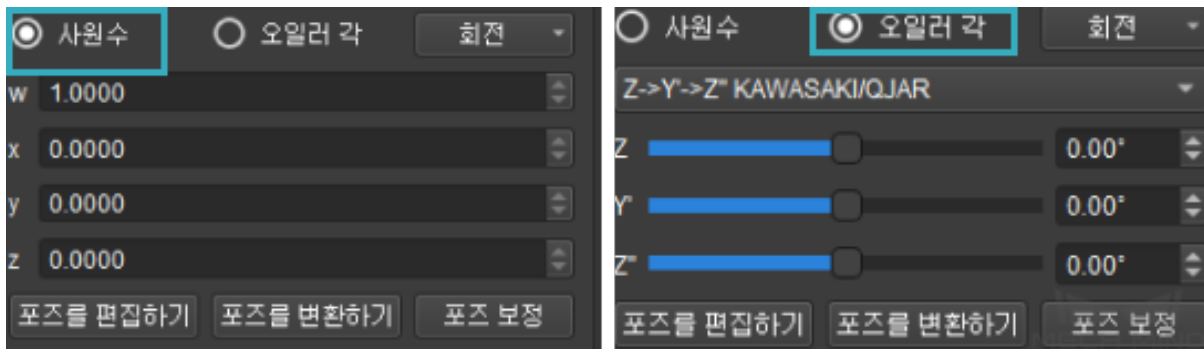 사원수 오일러 각 회전
w 1.0000
x 0.0000
y 0.0000
z 0.0000
포즈를 편집하기 포즈를 변환하기 포즈 보정
사원수 오일러 각 회전
Z->Y'->Z'' KAWASAKI/QJAR
Z 0.00°
Y' 0.00°
Z'' 0.00°
포즈를 편집하기 포즈를 변환하기 포즈 보정